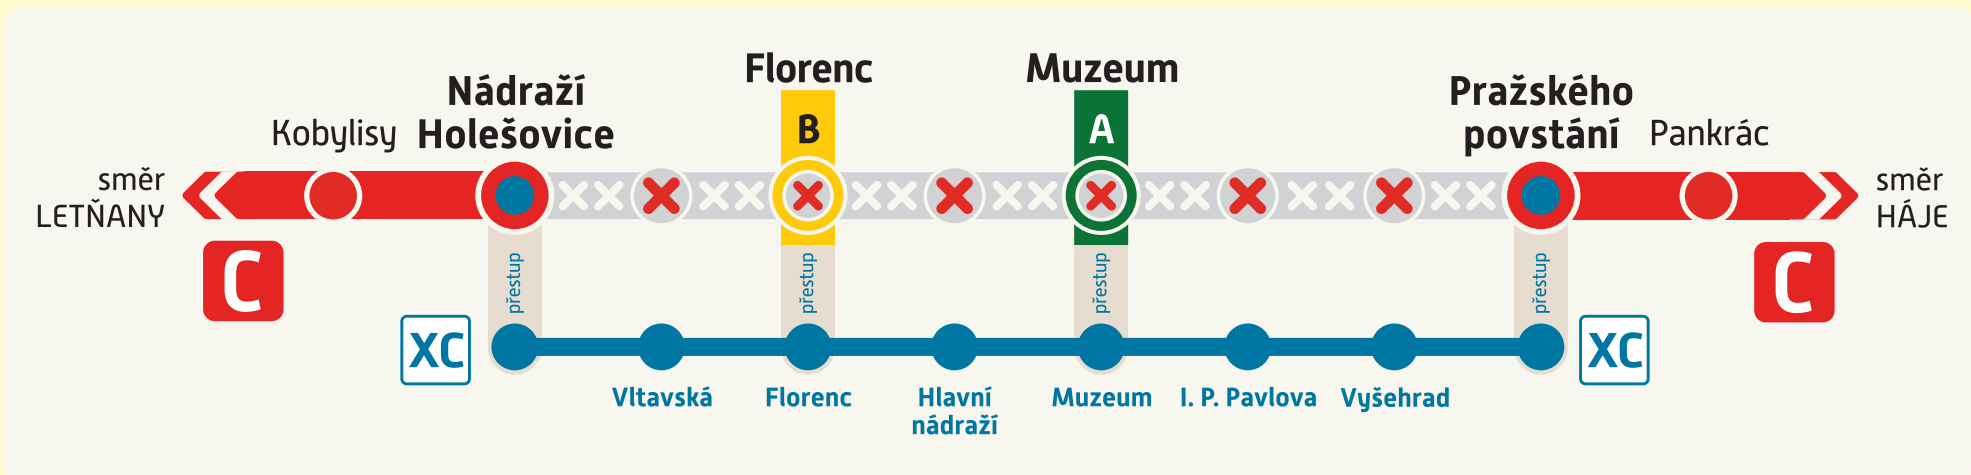 Florenc
Muzeum
Nádraží
Holešovice
Kobylisy
Pražského
povstání
Pankrác
B
A
směr
LETŇANY
směr
HÁJE
C
C
přestup
přestup
přestup
přestup
XC
XC
Vltavská
Florenc
Hlavní
nádraží
Muzeum
I. P. Pavlova
Vyšehrad